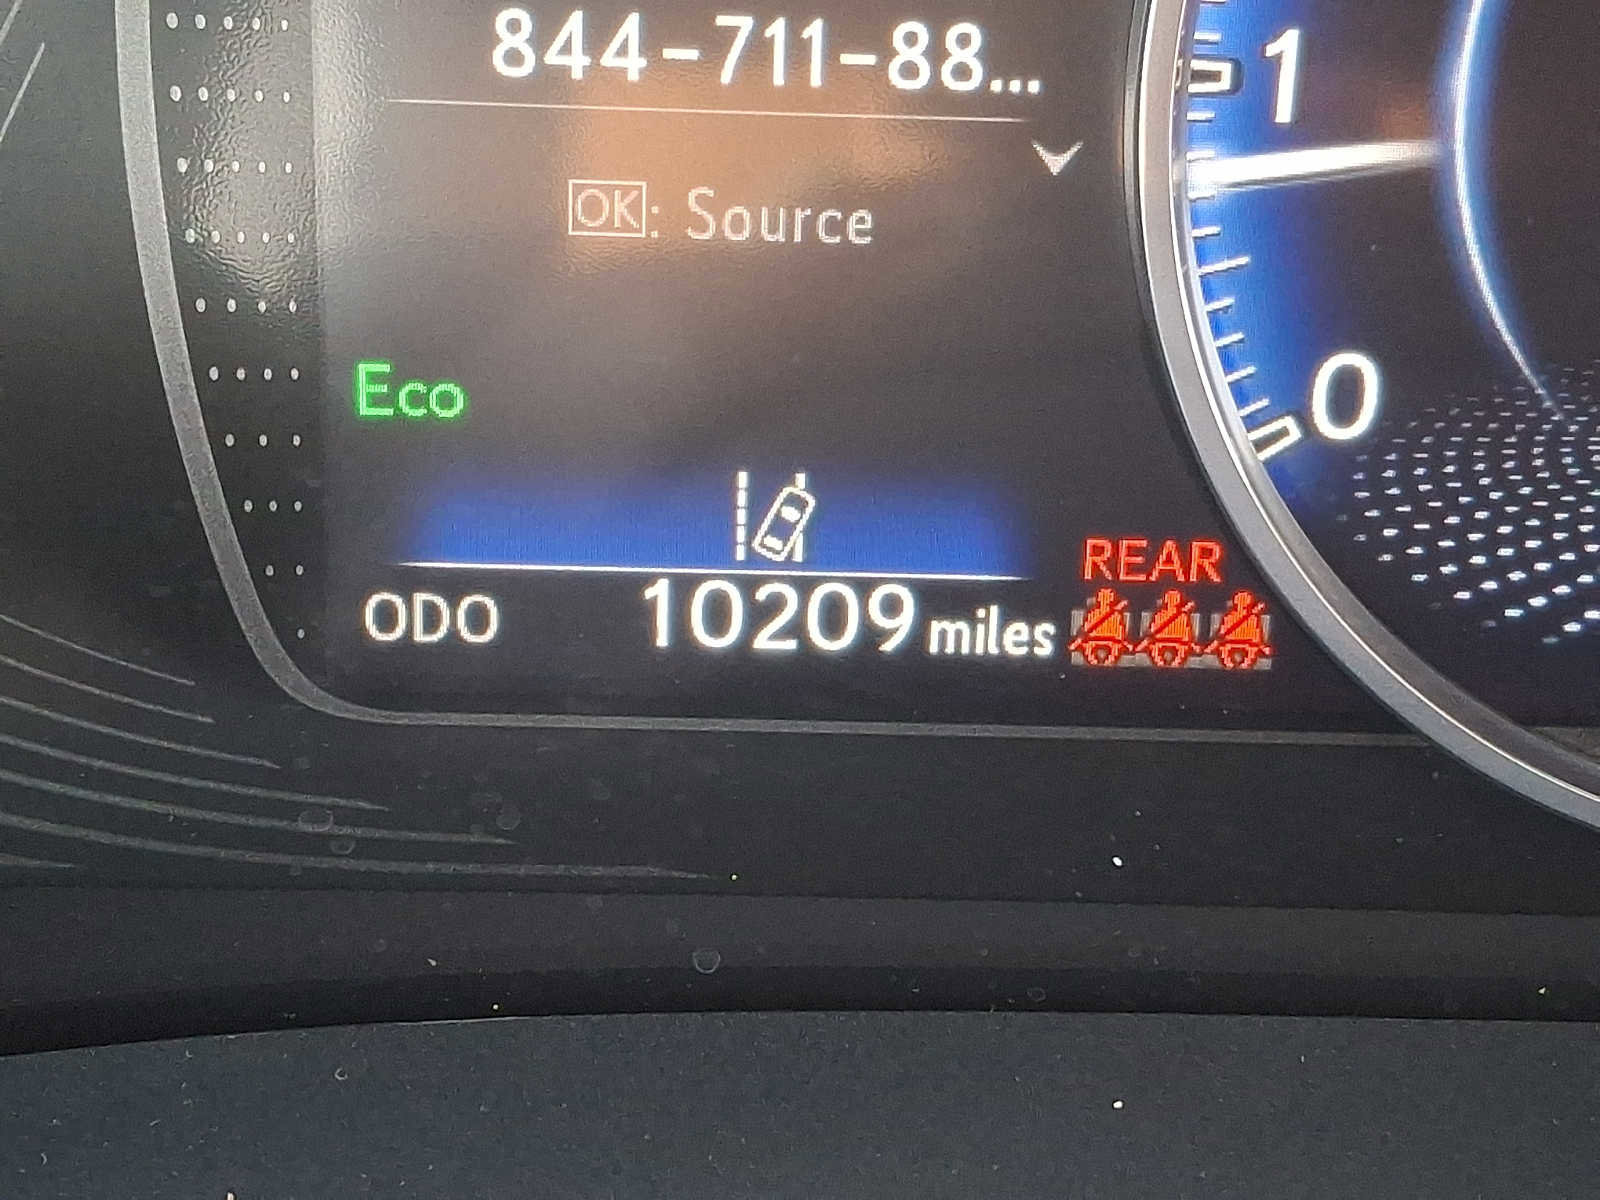 844-711-88...
OK: Source
Eco
ODO 10209 miles
REAR
1
0